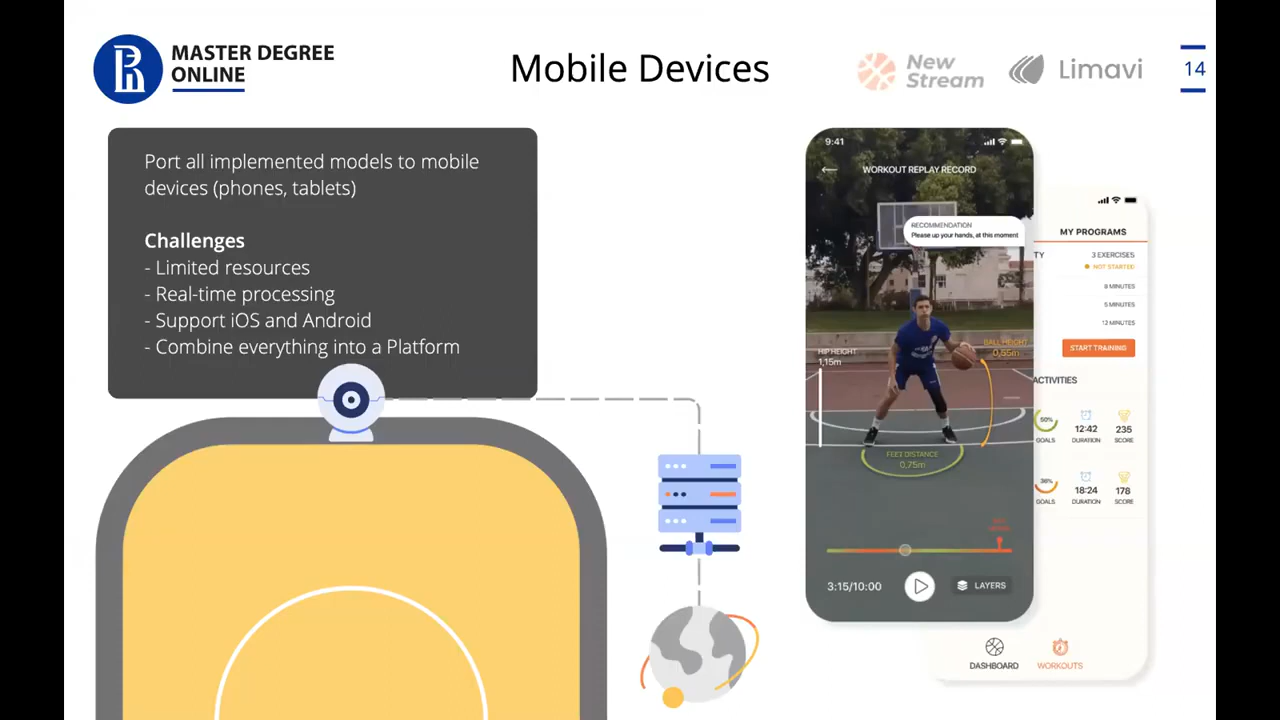 MASTER DEGREE
ONLINE
Mobile Devices
New
Stream
Limavi
14
Port all implemented models to mobile
devices (phones, tablets)
Challenges
- Limited resources
- Real-time processing
- Support iOS and Android
- Combine everything into a Platform
9:41
WORKOUT REPLAY RECORD
RECOMMENDATION
Please up your hands, at this moment
HIP HEIGHT
1,15m
BALL HEIGHT
0,55m
FEET DISTANCE
0,75m
3:15/10:00
LAYERS
MY PROGRAMS
TY
3 EXERCISES
NOT STARTED
8 MINUTES
5 MINUTES
12 MINUTES
START TRAINING
ACTIVITIES
50%
12:42
235
GOALS
DURATION
SCORE
36%
18:24
178
GOALS
DURATION
SCORE
DASHBOARD
WORKOUTS